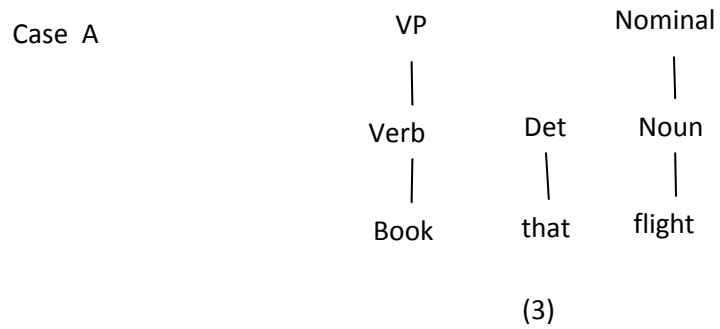 Case A
VP Nominal
Verb Det Noun
Book that flight
(3)